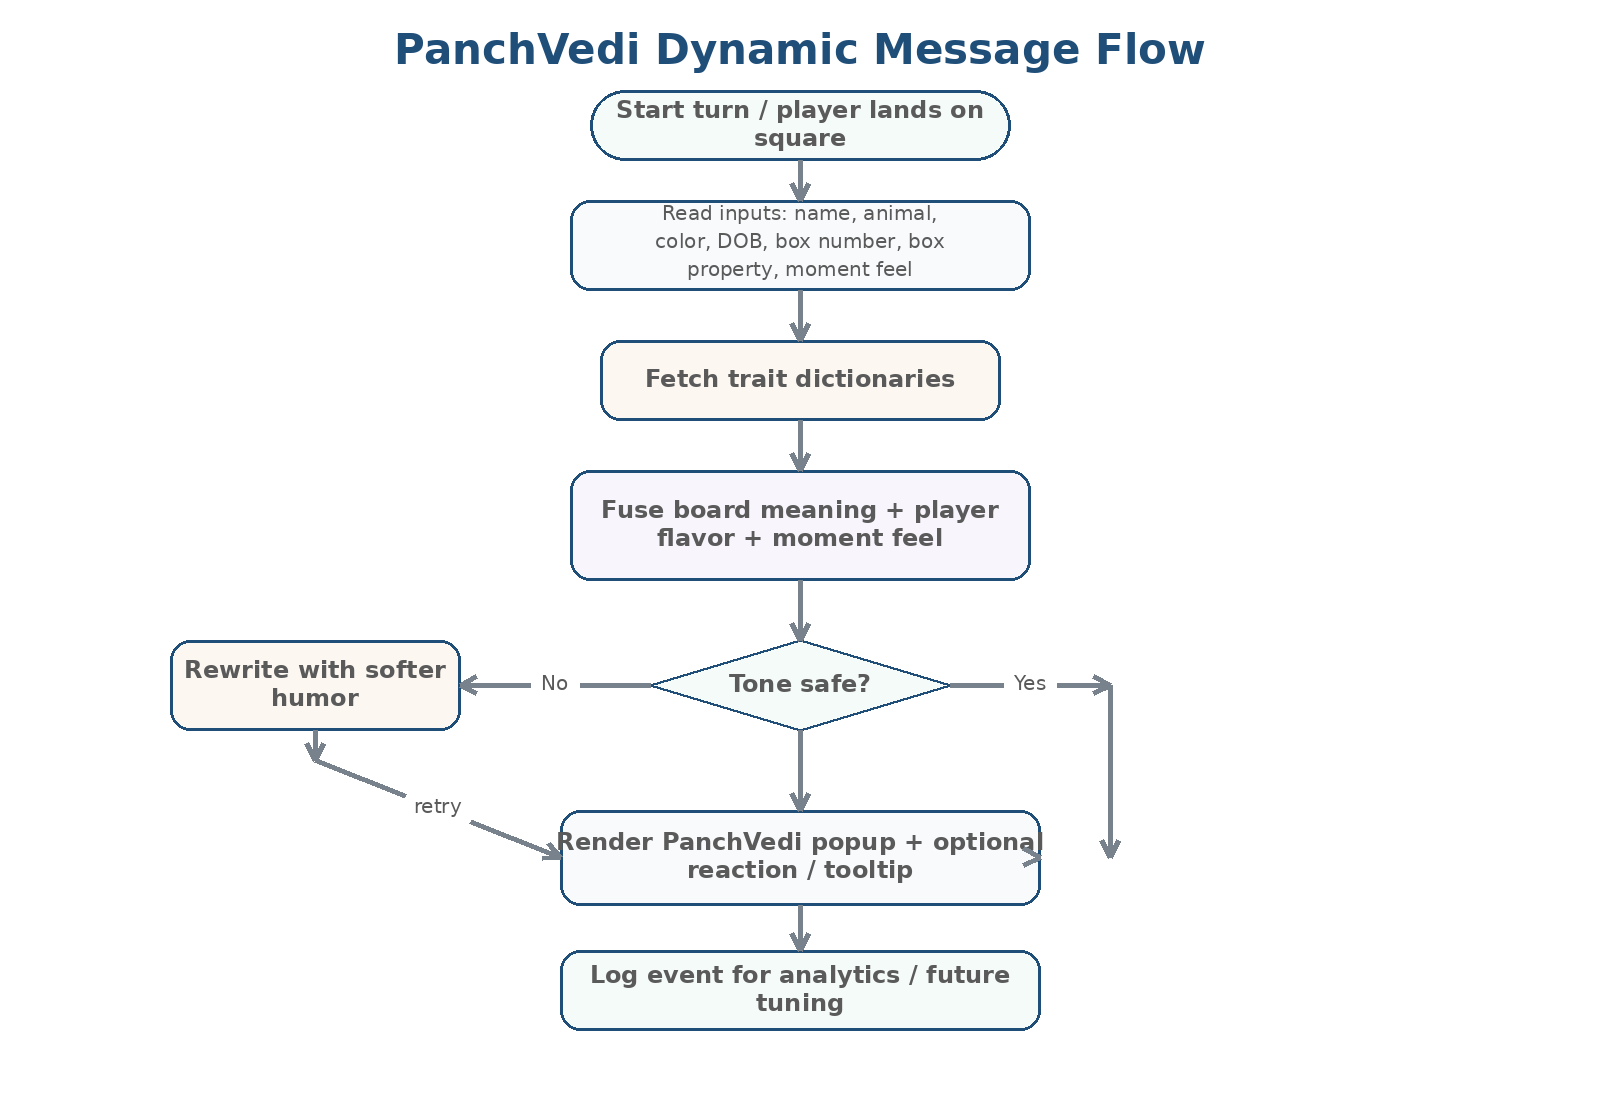 PanchVedi Dynamic Message Flow
Start turn / player lands on
square
Read inputs: name, animal,
color, DOB, box number, box
property, moment feel
Fetch trait dictionaries
Fuse board meaning + player
flavor + moment feel
Rewrite with softer
humor
No
Tone safe?
Yes
retry
Render PanchVedi popup + optional
reaction / tooltip
Log event for analytics / future
tuning